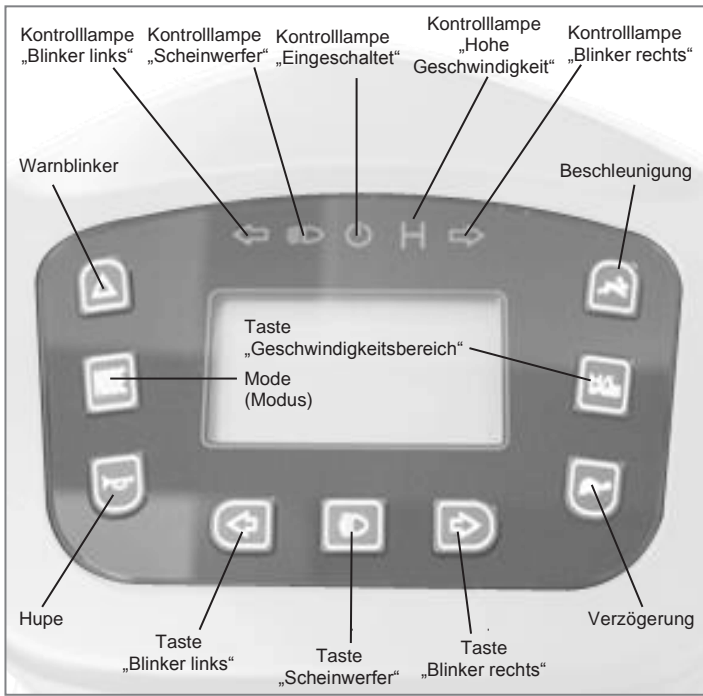 Kontrolllampe
„Blinker links“
Kontrolllampe
„Scheinwerfer“
Kontrolllampe
„Eingeschaltet“
Kontrolllampe
„Hohe
Geschwindigkeit“
Kontrolllampe
„Blinker rechts“
Warnblinker
Beschleunigung
H
Taste
„Geschwindigkeitsbereich“
Mode
(Modus)
Hupe
Taste
„Blinker links“
Taste
„Scheinwerfer“
Taste
„Blinker rechts“
Verzögerung